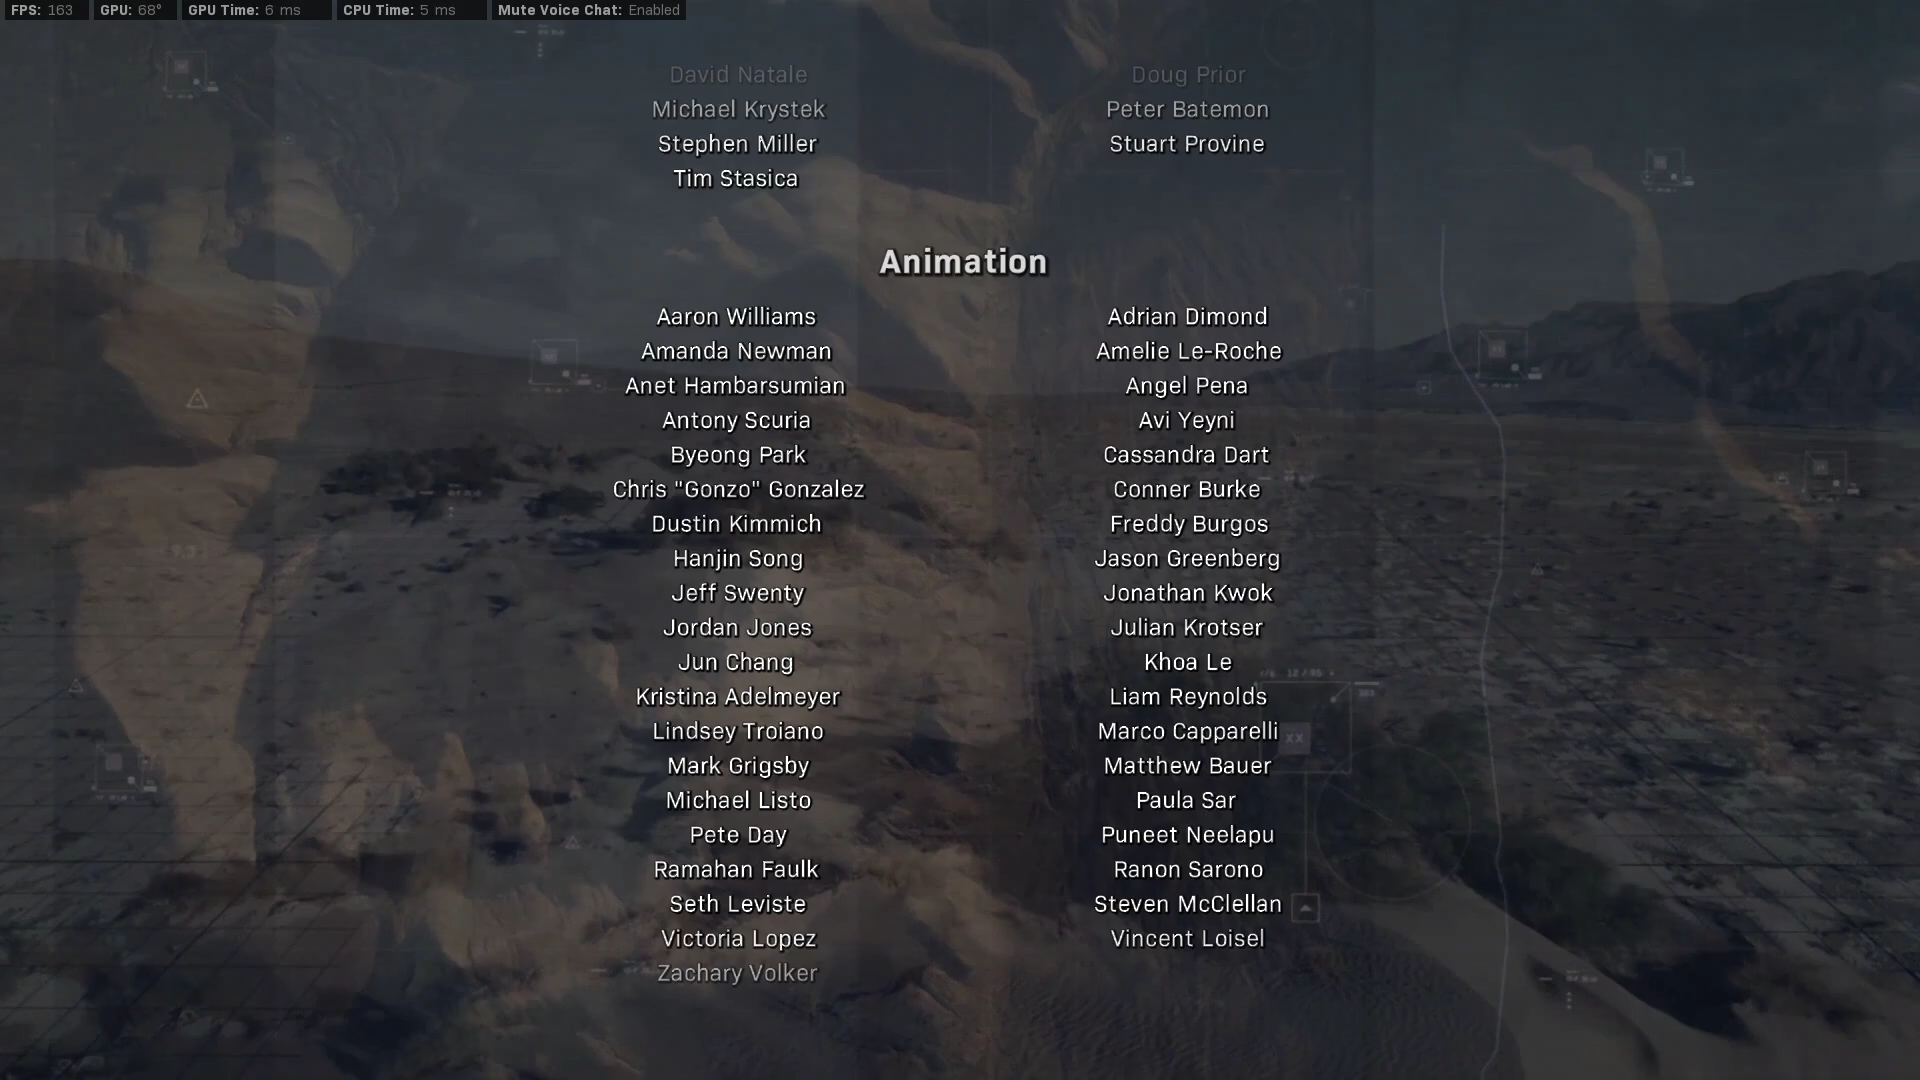 FPS: 163 GPU: 68° GPU Time: 6 ms CPU Time: 5 ms Mute Voice Chat: Enabled
David Natale Doug Prior
Michael Krystek Peter Batemon
Stephen Miller Stuart Provine
Tim Stasica
Animation
Aaron Williams Adrian Dimond
Amanda Newman Amelie Le-Roche
Anet Hambarsumian Angel Pena
Antony Scuria Avi Yeyni
Byeong Park Cassandra Dart
Chris "Gonzo" Gonzalez Conner Burke
Dustin Kimmich Freddy Burgos
Hanjin Song Jason Greenberg
Jeff Swenty Jonathan Kwok
Jordan Jones Julian Krotser
Jun Chang Khoa Le
Kristina Adelmeyer Liam Reynolds
Lindsey Troiano Marco Capparelli
XX
Mark Grigsby Matthew Bauer
Michael Listo Paula Sar
Pete Day Puneet Neelapu
Ramahan Faulk Ranon Sarono
Seth Leviste Steven McClellan
Victoria Lopez Vincent Loisel
Zachary Volker